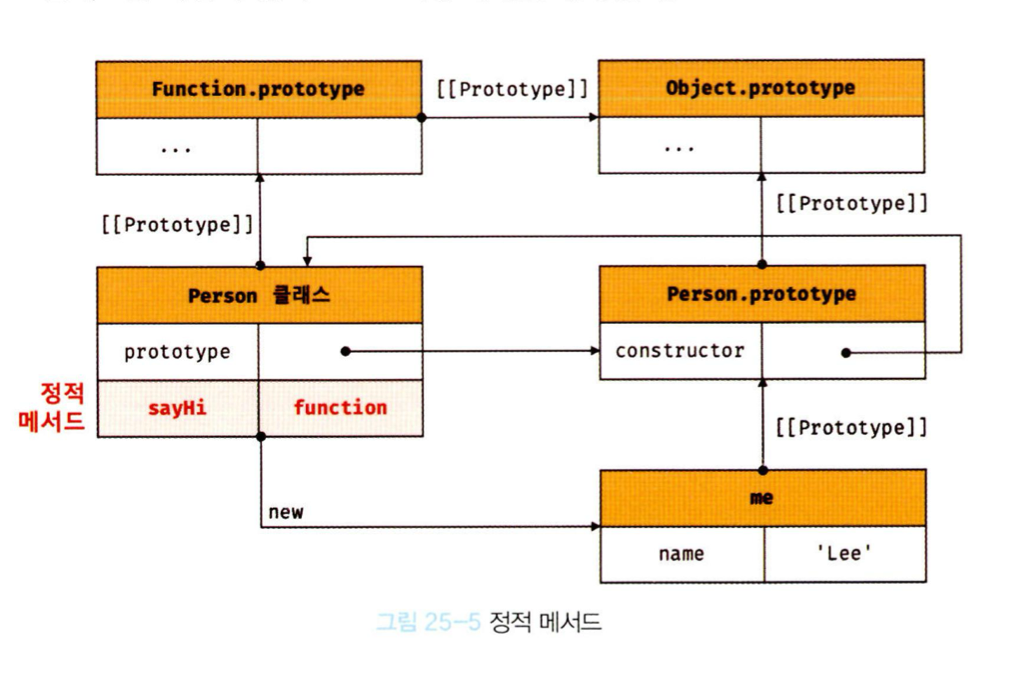 Function.prototype
[[Prototype]]
Object.prototype
...
...
[[Prototype]]
[[Prototype]]
Person 클래스
Person.prototype
prototype
constructor
정적
메서드
sayHi
function
[[Prototype]]
new
me
name
'Lee'
그림 25-5 정적 메서드